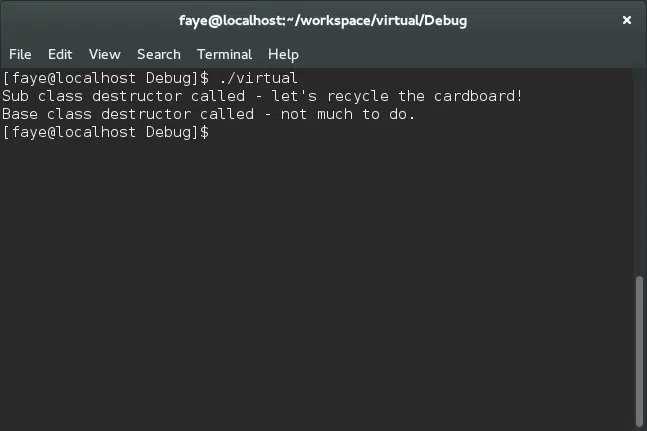 faye@localhost:~/workspace/virtual/Debug ×
File Edit View Search Terminal Help
[faye@localhost Debug]$ ./virtual
Sub class destructor called - let's recycle the cardboard!
Base class destructor called - not much to do.
[faye@localhost Debug]$